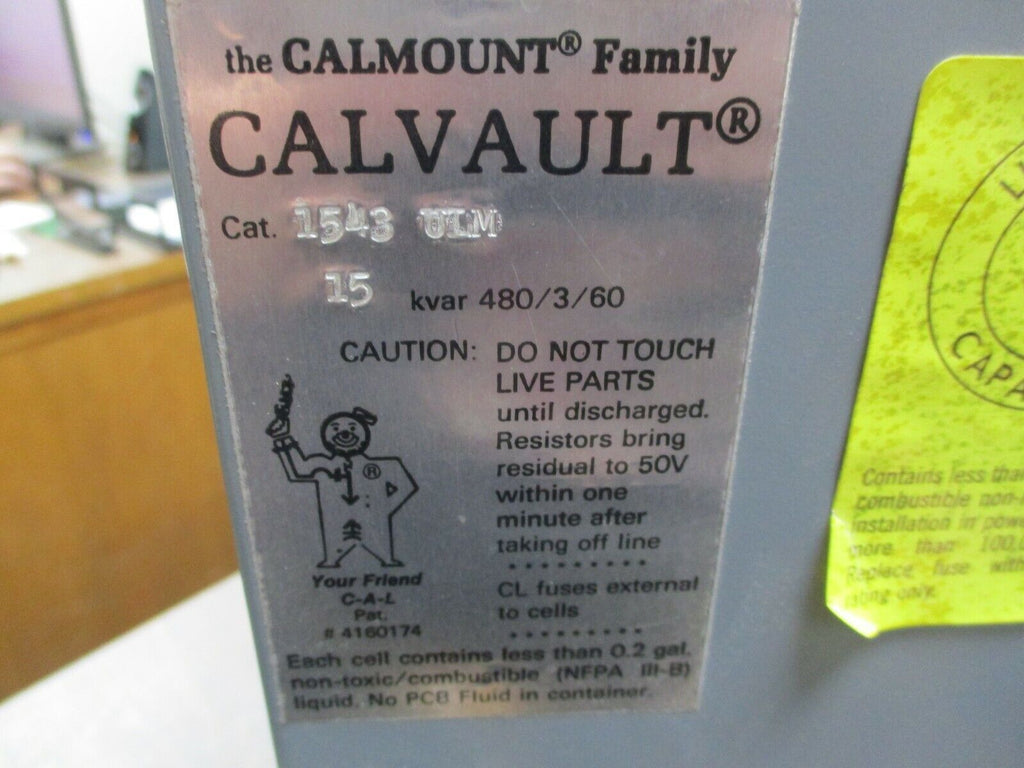 the CALMOUNT® Family
CALVAULT®
Cat. 1543 ULM
15 kvar 480/3/60
CAUTION: DO NOT TOUCH
LIVE PARTS
until discharged.
Resistors bring
residual to 50V
within one
minute after
taking off line
CL fuses external
to cells
®
Your Friend
C-A-L
Pat.
# 4160174
Each cell contains less than 0.2 gal.
non-toxic/combustible (NFPA III-B)
liquid. No PCB Fluid in container.
Contains less than
combustible non-
installation in
more than 100.
Replace fuse with
only.